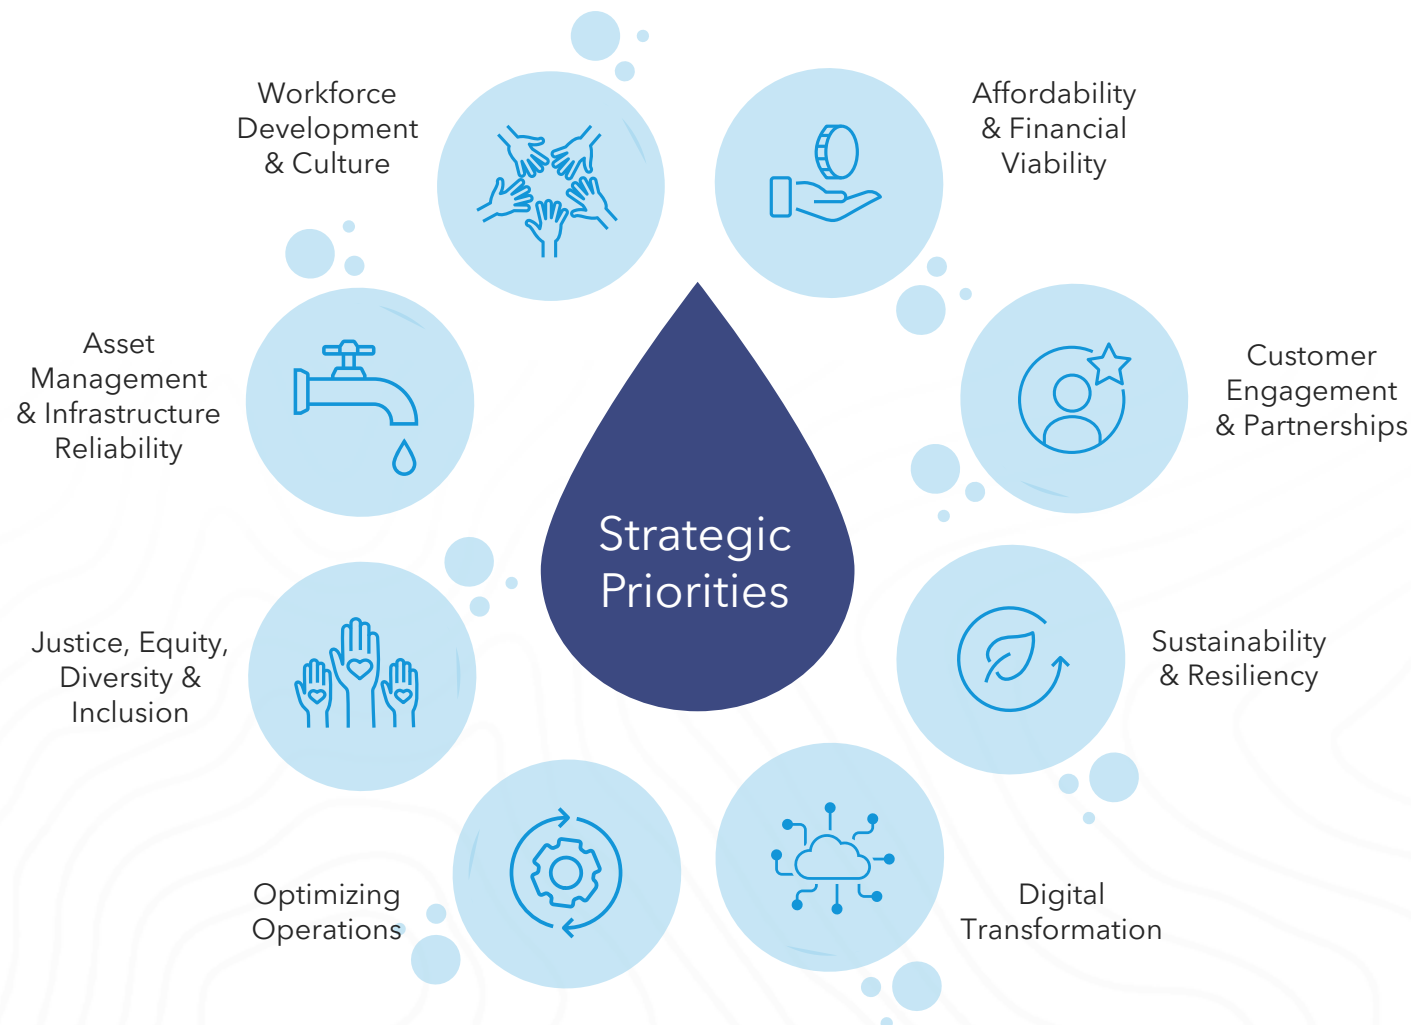 Workforce
Development
& Culture
Affordability
& Financial
Viability
Asset
Management
& Infrastructure
Reliability
Customer
Engagement
& Partnerships
Strategic
Priorities
Justice, Equity,
Diversity &
Inclusion
Sustainability
& Resiliency
Optimizing
Operations
Digital
Transformation